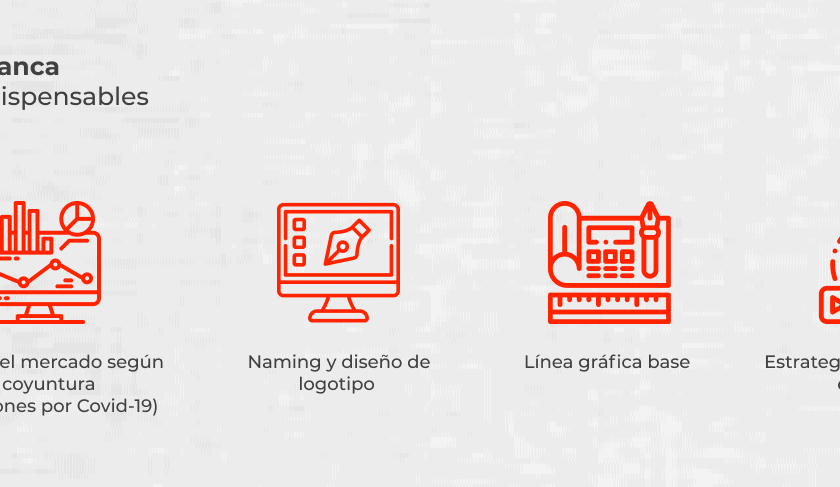 anca
ispensables
el mercado según
coyuntura
ones por Covid-19)
Naming y diseño de
logotipo
Línea gráfica base
Estrateg